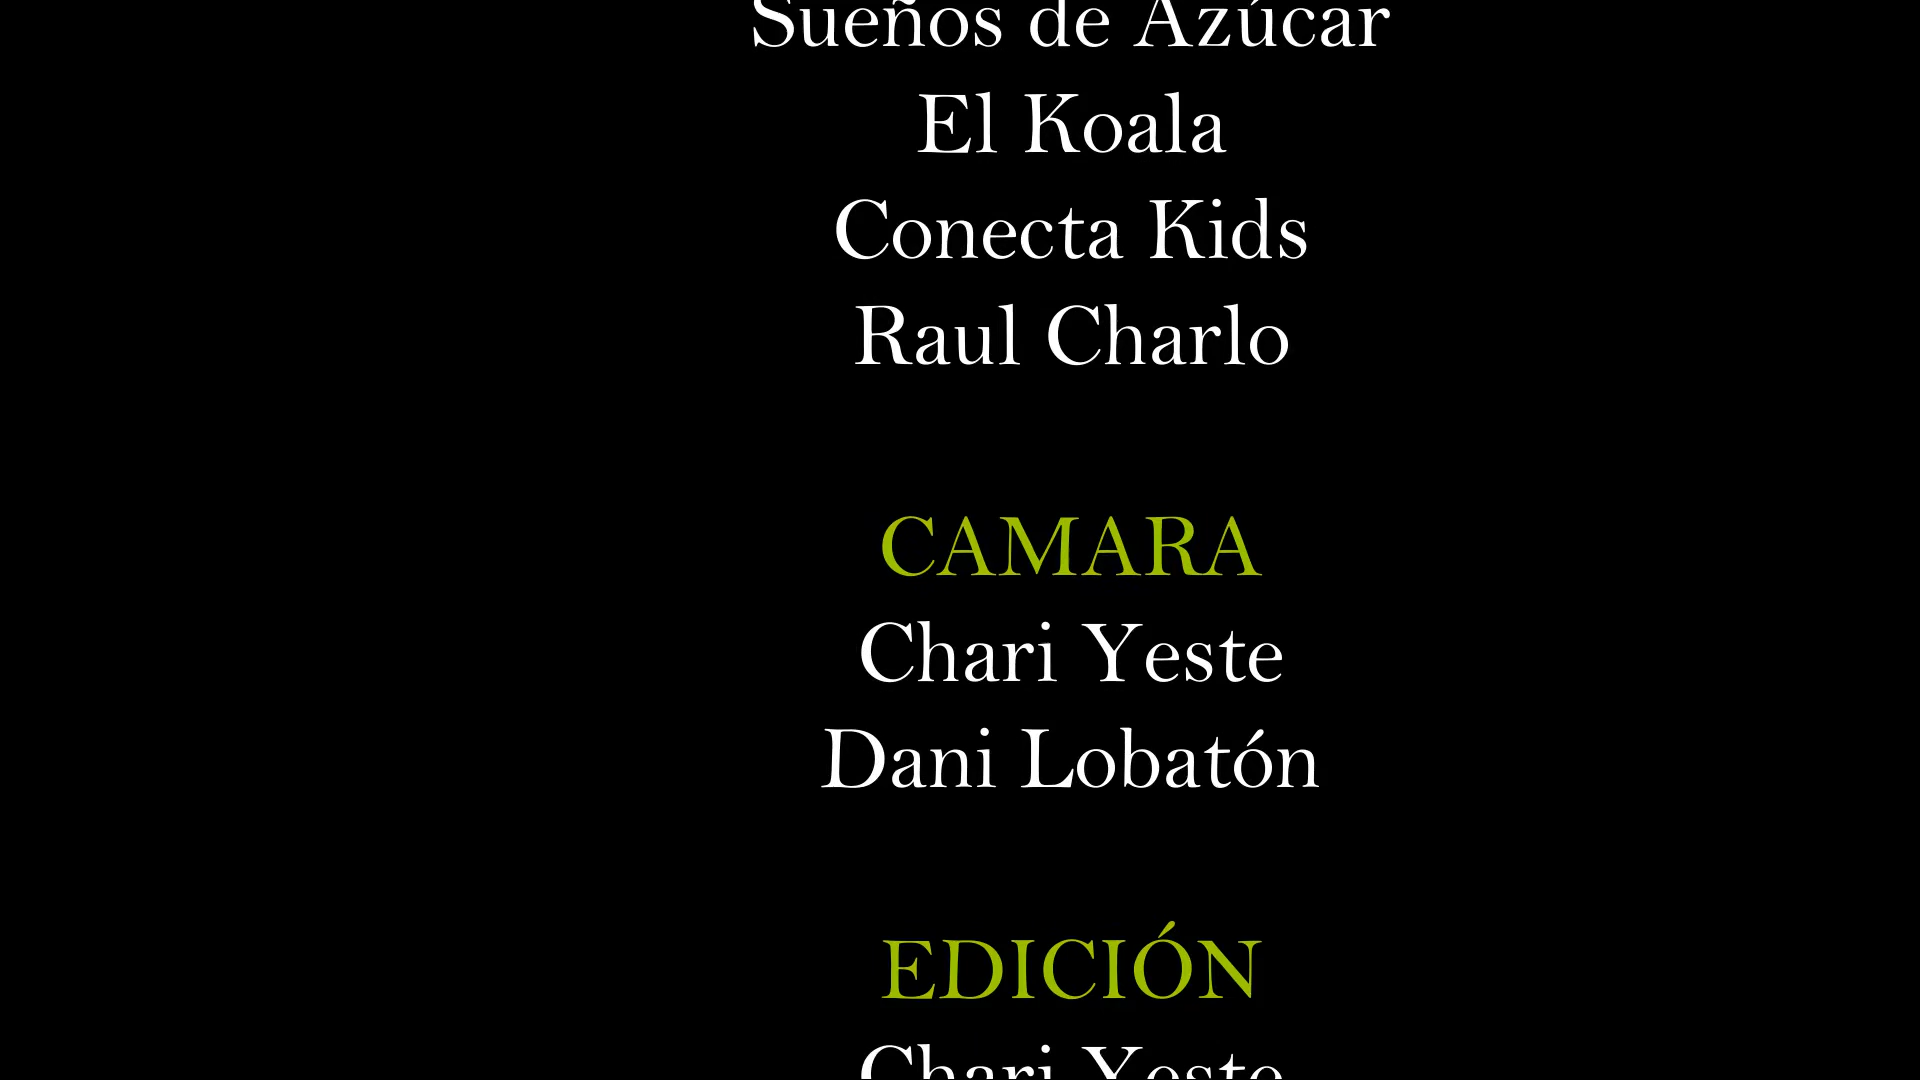 Sueños de Azúcar
El Koala
Conecta Kids
Raul Charlo
CAMARA
Chari Yeste
Dani Lobatón
EDICIÓN
Chari Yeste